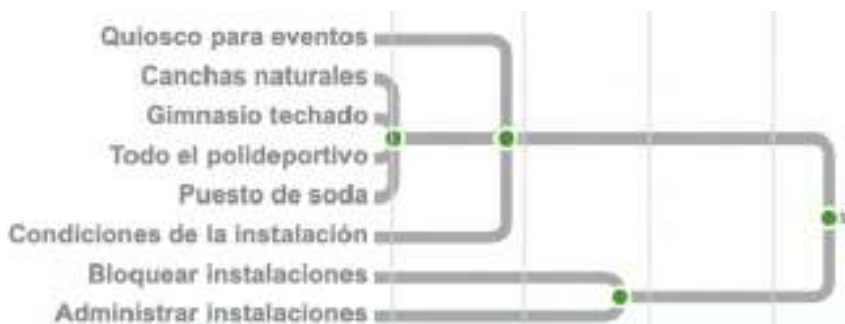 Quiosco para eventos
Canchas naturales
Gimnasio techado
Todo el polideportivo
Puesto de soda
Condiciones de la instalación
Bloquear instalaciones
Administrar instalaciones